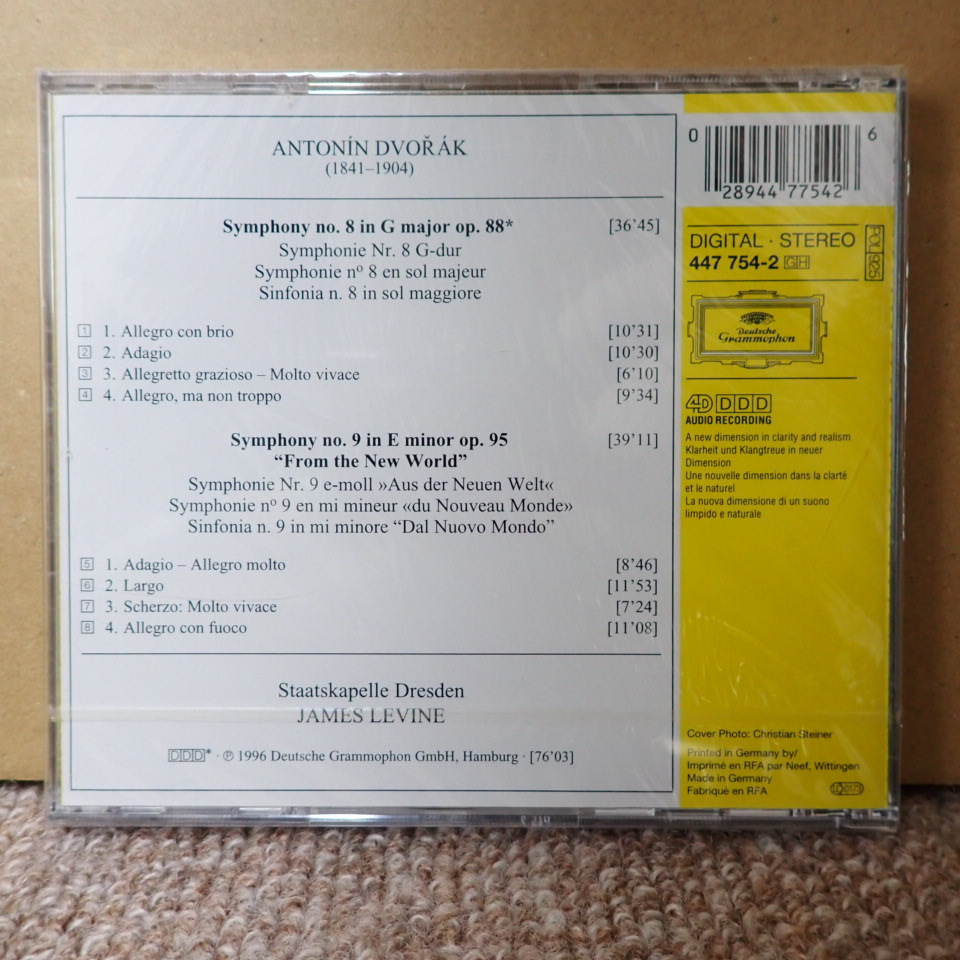 ANTONÍN DVOŘÁK
(1841–1904)
Symphony no. 8 in G major op. 88* [36'45]
Symphonie Nr. 8 G-dur
Symphonie nº 8 en sol majeur
Sinfonia n. 8 in sol maggiore
1 1. Allegro con brio [10'31]
2 2. Adagio [10'30]
3 3. Allegretto grazioso – Molto vivace [6'10]
4 4. Allegro, ma non troppo [9'34]
Symphony no. 9 in E minor op. 95 [39'11]
“From the New World”
Symphonie Nr. 9 e-moll »Aus der Neuen Welt«
Symphonie nº 9 en mi mineur «du Nouveau Monde»
Sinfonia n. 9 in mi minore “Dal Nuovo Mondo”
5 1. Adagio – Allegro molto [8'46]
6 2. Largo [11'53]
7 3. Scherzo: Molto vivace [7'24]
8 4. Allegro con fuoco [11'08]
Staatskapelle Dresden
JAMES LEVINE
DDD* · ℗ 1996 Deutsche Grammophon GmbH, Hamburg · [76'03]
0 28944 77542 6
DIGITAL · STEREO
447 754-2 GH
POL 925
Deutsche
Grammophon
4D DDD
AUDIO RECORDING
A new dimension in clarity and realism
Klarheit und Klangtreue in neuer
Dimension
Une nouvelle dimension dans la clarté
et le naturel
La nuova dimensione di un suono
limpido e naturale
Cover Photo: Christian Steiner
Printed in Germany by/
Imprimé en RFA par Neef, Wittingen
Made in Germany
Fabriqué en RFA